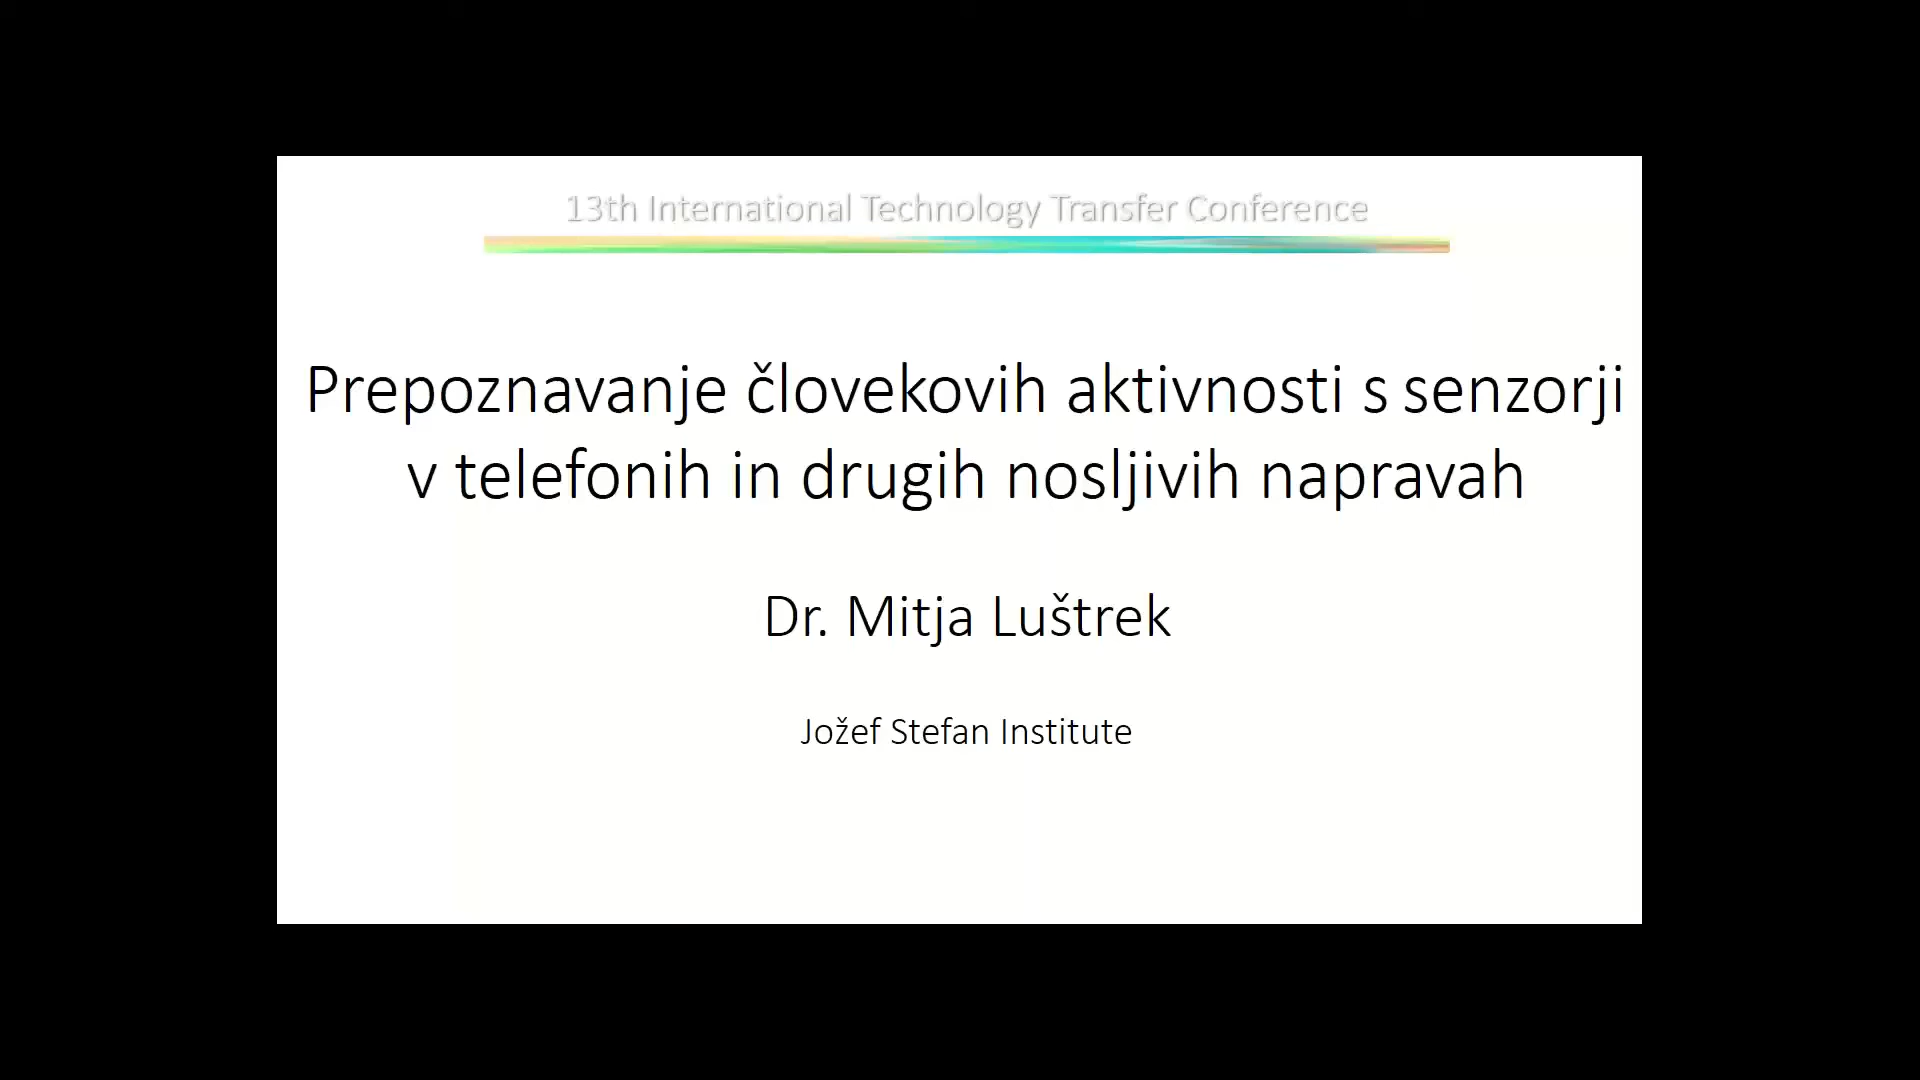 13th International Technology Transfer Conference
Prepoznavanje človekovih aktivnosti s senzorji
v telefonih in drugih nosljivih napravah
Dr. Mitja Luštrek
Jožef Stefan Institute